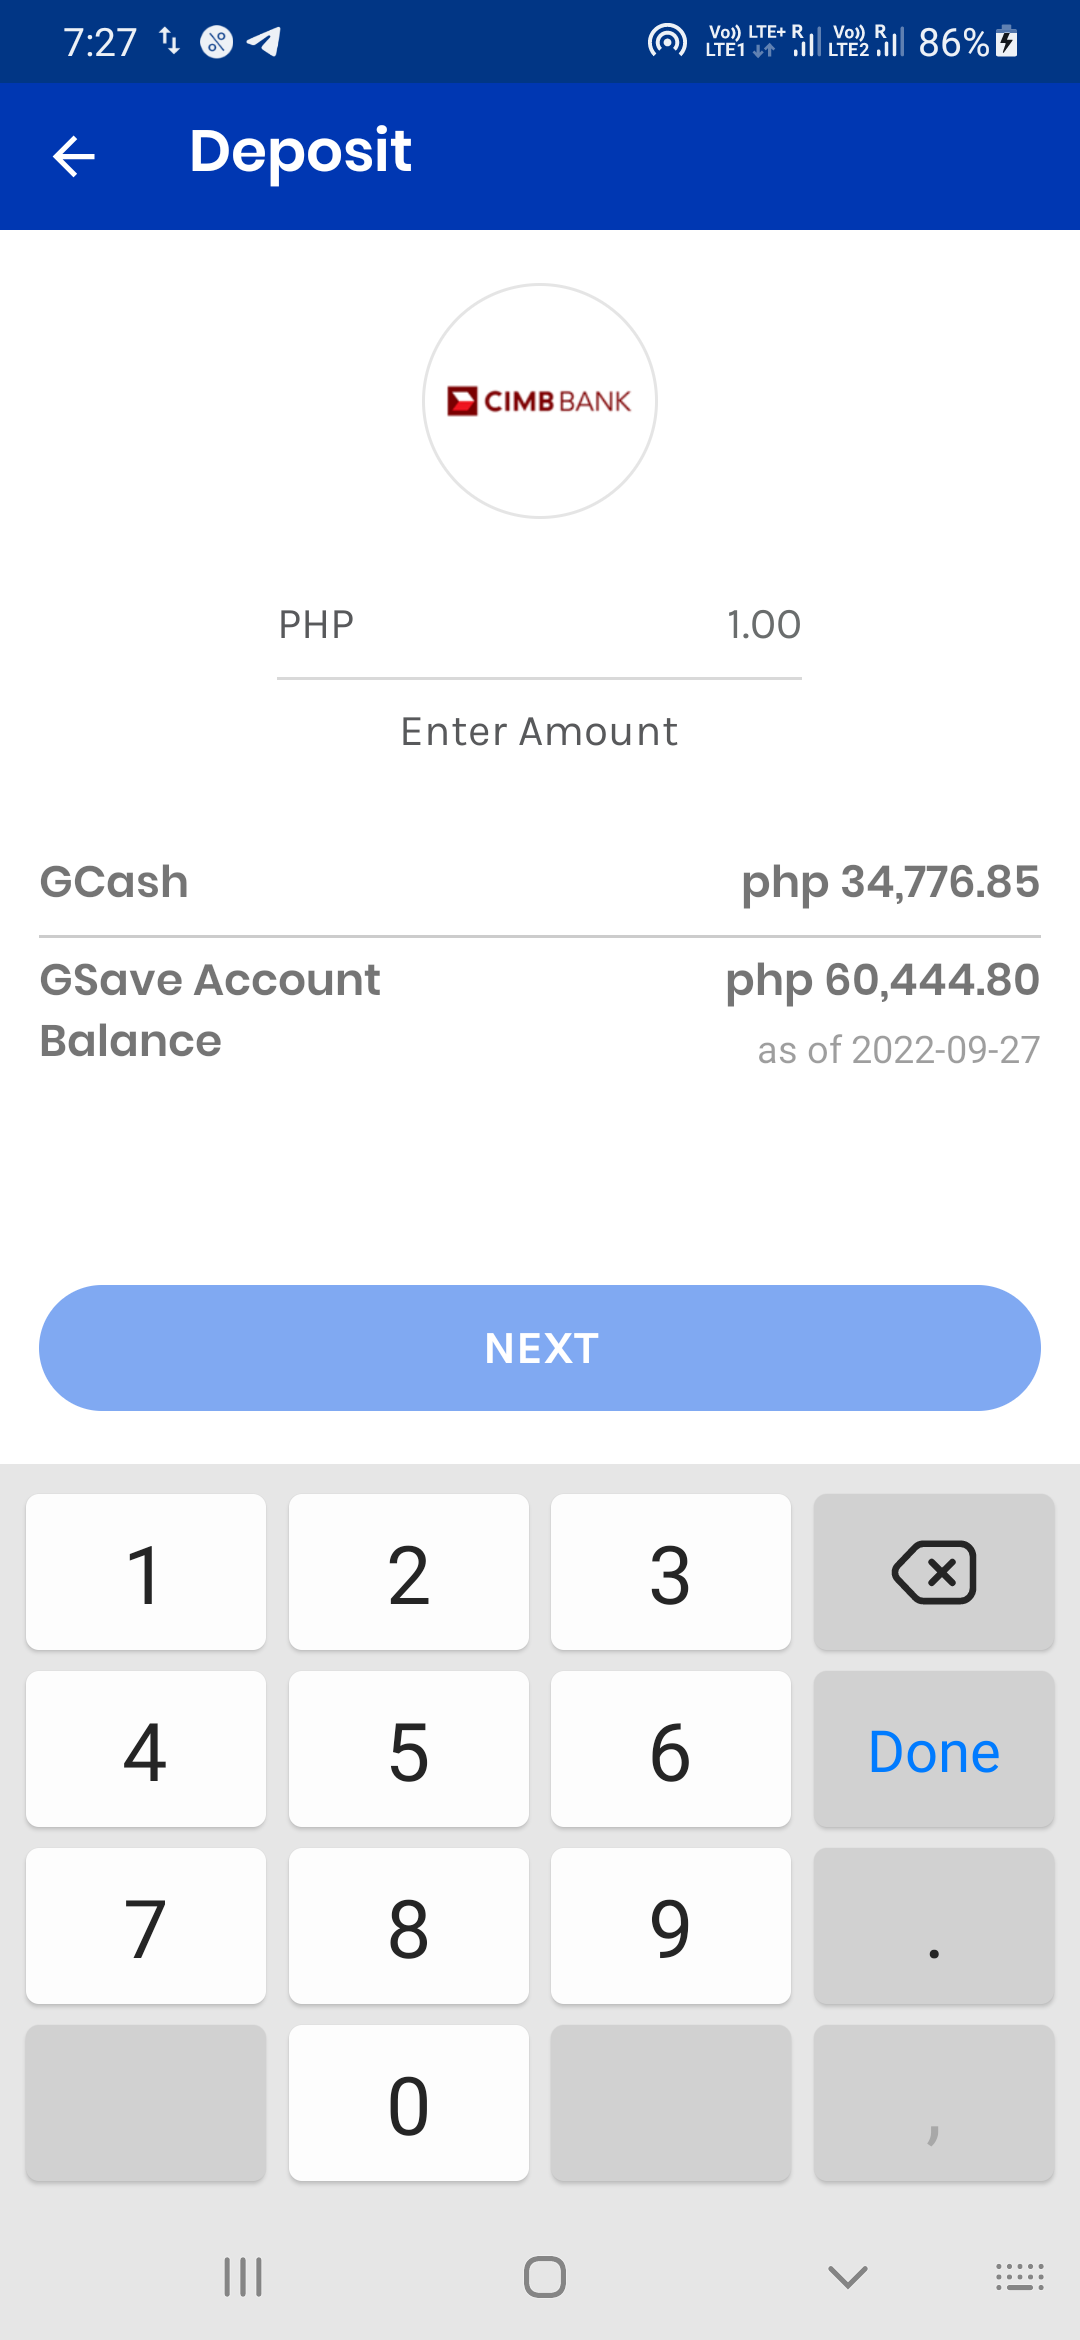 7:27 Vo)) LTE+ R Vo)) R 86%
LTE1 LTE2
Deposit
CIMB BANK
PHP 1.00
Enter Amount
GCash php 34,776.85
GSave Account php 60,444.80
Balance as of 2022-09-27
NEXT
1 2 3
4 5 6 Done
7 8 9 .
0 ,